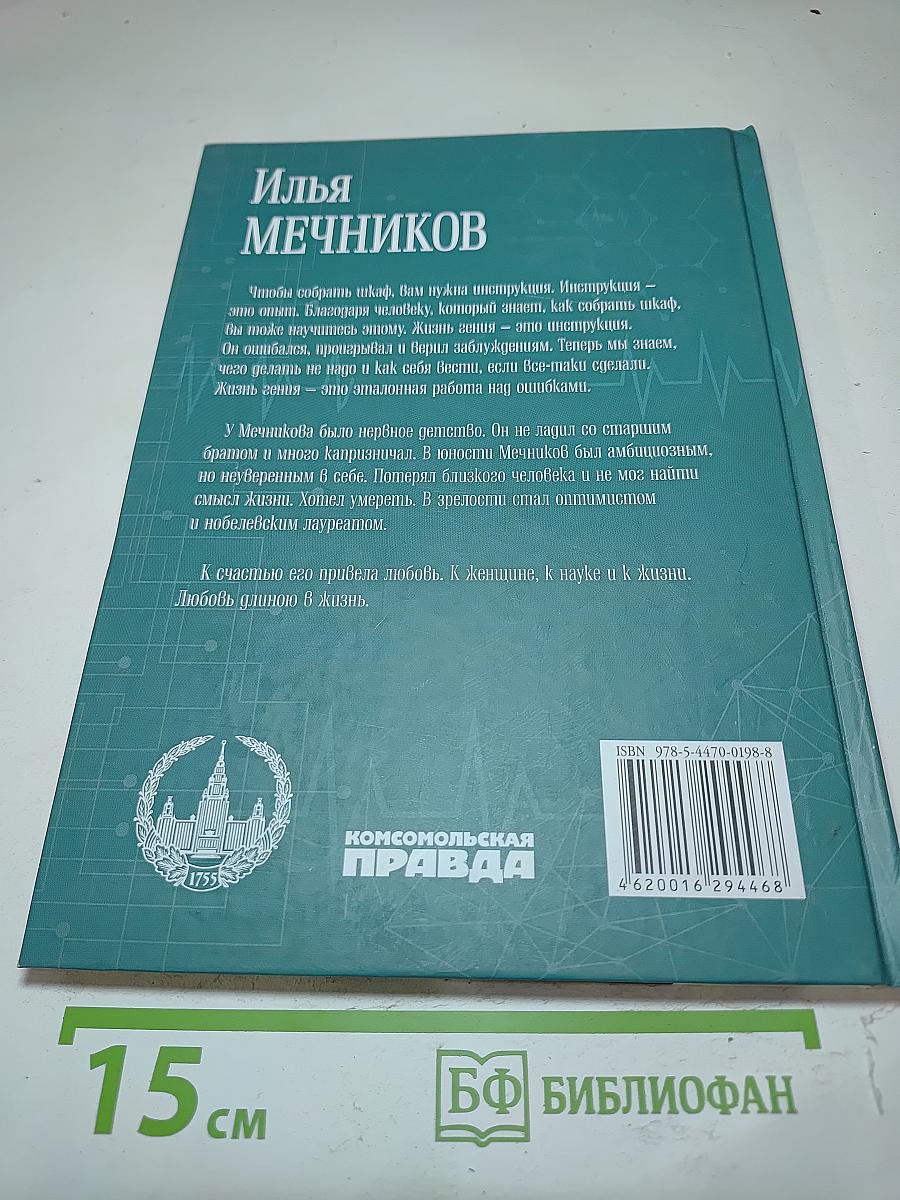 Илья
МЕЧНИКОВ
Чтобы собрать шкаф, вам нужна инструкция. Инструкция –
это опыт. Благодаря человеку, который знает, как собрать шкаф,
вы тоже научитесь этому. Жизнь гения – это инструкция.
Он ошибался, проигрывал и верил заблуждениям. Теперь мы знаем,
чего делать не надо и как себя вести, если все-таки сделали.
Жизнь гения – это эталонная работа над ошибками.
У Мечникова было нервное детство. Он не ладил со старшим
братом и много капризничал. В юности Мечников был амбициозным,
но неуверенным в себе. Потерял близкого человека и не мог найти
смысл жизни. Хотел умереть. В зрелости стал оптимистом
и нобелевским лауреатом.
К счастью его привела любовь. К женщине, к науке и к жизни.
Любовь длиною в жизнь.
1755
КОМСОМОЛЬСКАЯ
ПРАВДА
ISBN 978-5-4470-0198-8
4 620016 294468
15 см
БФ БИБЛИОФАН